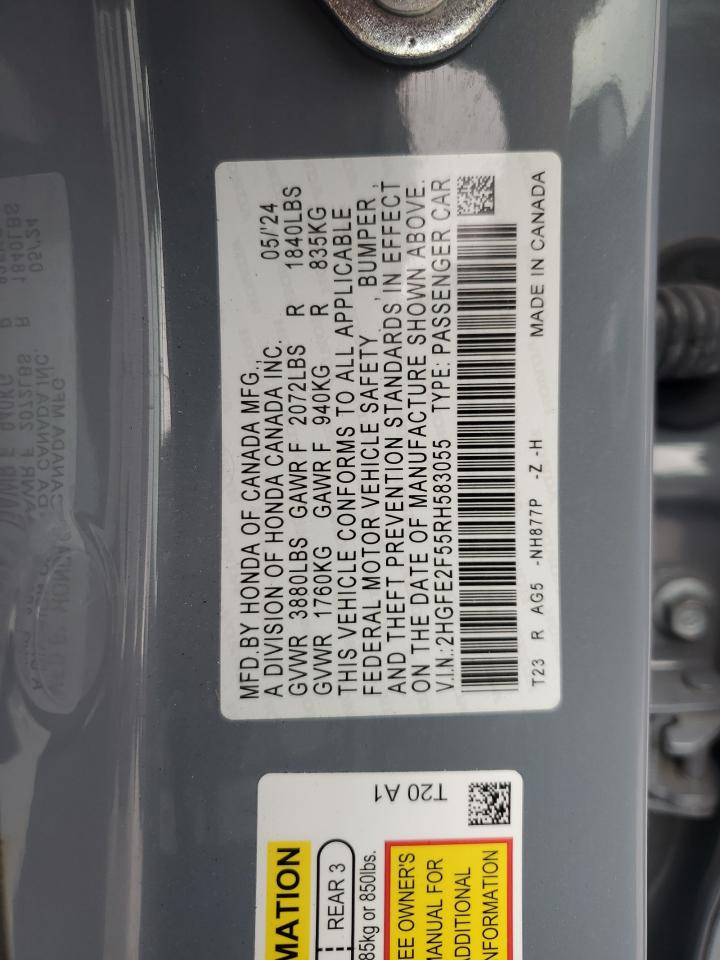 MFD.BY HONDA OF CANADA MFG., 05/'24
A DIVISION OF HONDA CANADA INC.
GVWR 3880LBS GAWR F 2072LBS R 1840LBS
GVWR 1760KG GAWR F 940KG R 835KG
THIS VEHICLE CONFORMS TO ALL APPLICABLE
FEDERAL MOTOR VEHICLE SAFETY, BUMPER,
AND THEFT PREVENTION STANDARDS, IN EFFECT
ON THE DATE OF MANUFACTURE SHOWN ABOVE.
V.I.N.:2HGFE2F55RH583055 TYPE: PASSENGER CAR
T23 R AG5 -NH877P -Z -H MADE IN CANADA
T20 A1
MATION
REAR 3
85kg or 850lbs.
EE OWNER'S
MANUAL FOR
ADDITIONAL
INFORMATION